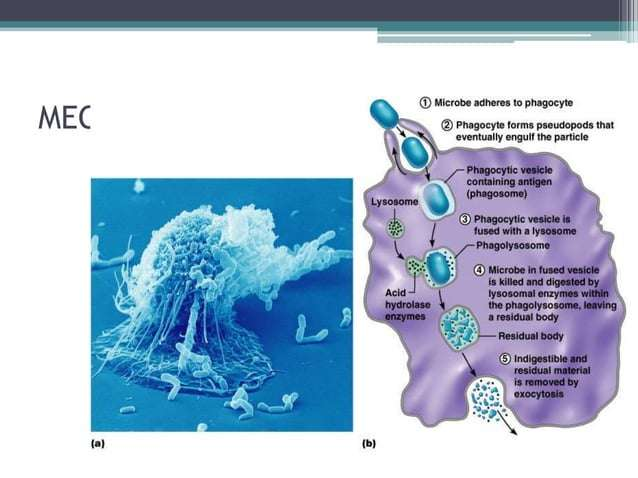 MEC
① Microbe adheres to phagocyte
② Phagocyte forms pseudopods that
eventually engulf the particle
Phagocytic vesicle
containing antigen
(phagosome)
Lysosome
③ Phagocytic vesicle is
fused with a lysosome
Phagolysosome
④ Microbe in fused vesicle
is killed and digested by
lysosomal enzymes within
the phagolysosome, leaving
a residual body
Acid
hydrolase
enzymes
Residual body
⑤ Indigestible and
residual material
is removed by
exocytosis
(a)
(b)